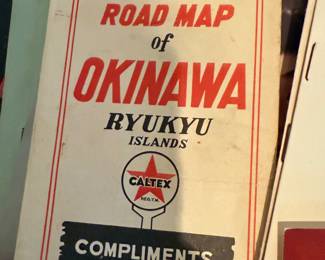 ROAD MAP
of
OKINAWA
RYUKYU
ISLANDS
CALTEX
COMPLIMENTS